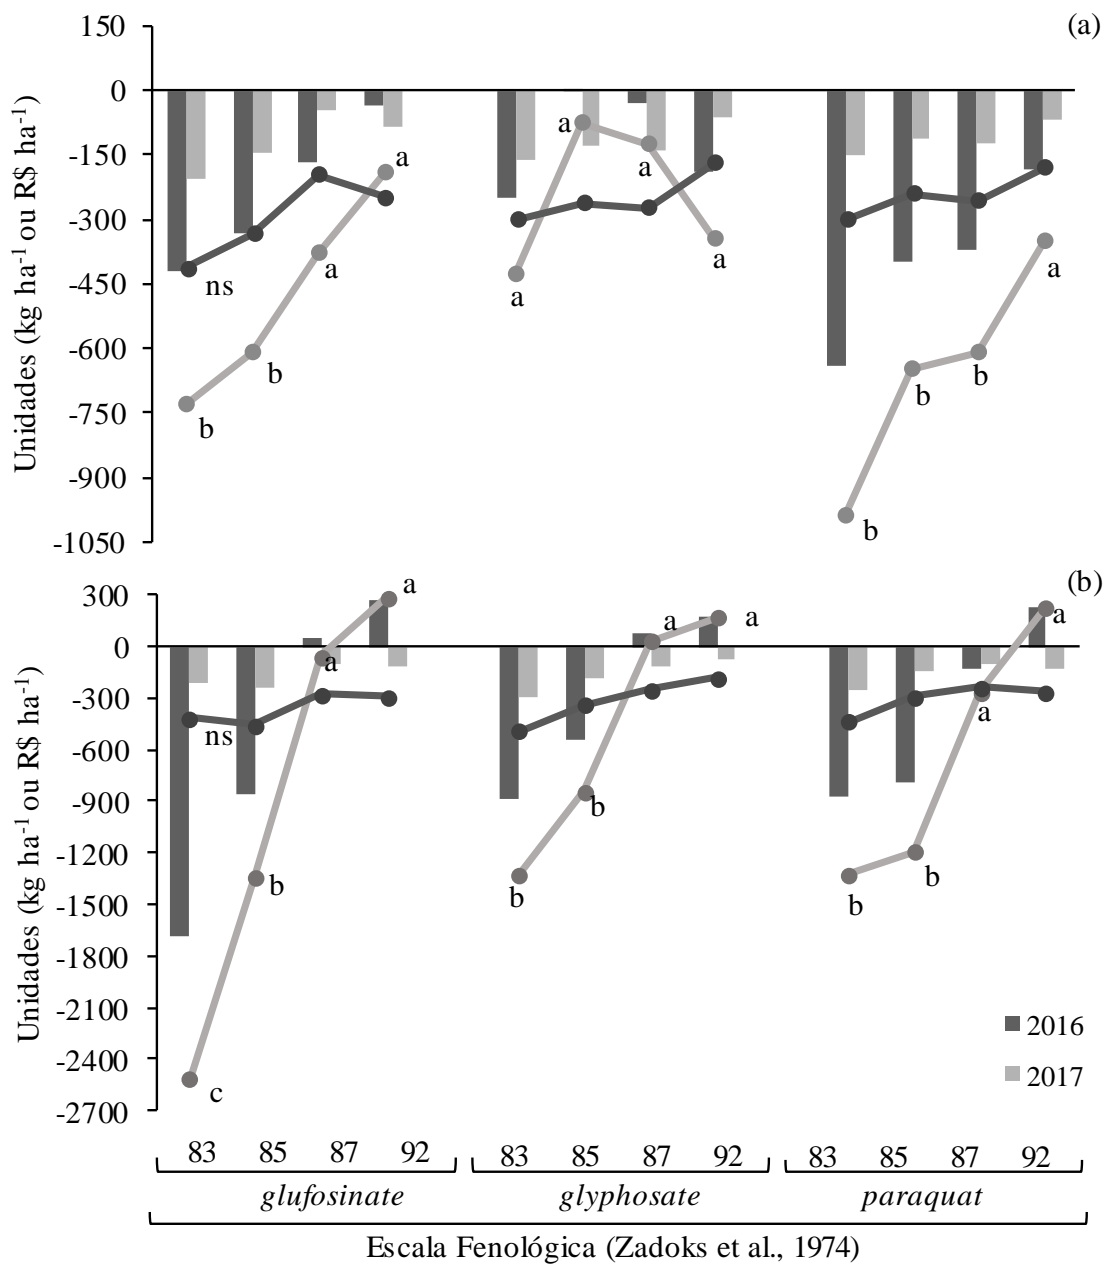 (a)
150
0
-150
-300
-450
-600
-750
-900
-1050
Unidades (kg ha-1 ou R$ ha-1)
ns
b
b
a
a
a
a
a
a
b
b
b
a
(b)
300
0
-300
-600
-900
-1200
-1500
-1800
-2100
-2400
-2700
Unidades (kg ha-1 ou R$ ha-1)
ns
c
b
a
a
b
b
a
a
b
b
a
a
2016
2017
83 85 87 92 83 85 87 92 83 85 87 92
glufosinate glyphosate paraquat
Escala Fenológica (Zadoks et al., 1974)